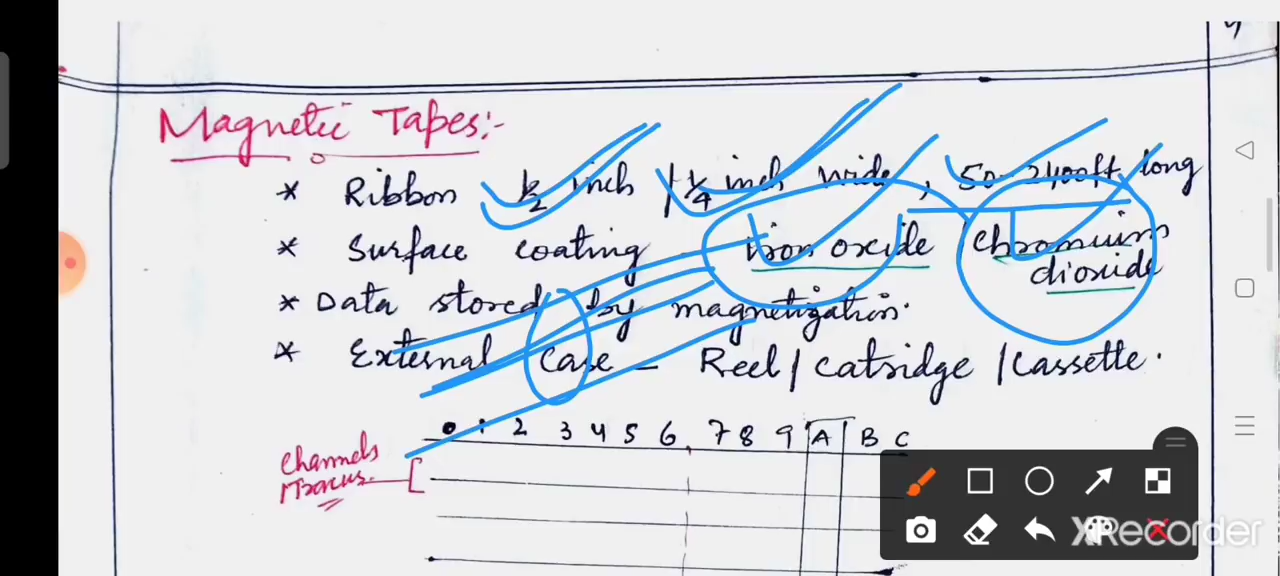 Magnetic Tapes:-
* Ribbon 1/2 inch / 1/4 inch wide, 50-2400ft long
* Surface coating - Iron oxide / Chromium dioxide
* Data stored by magnetization.
* External Case - Reel / Catsidge / Cassette.
0 1 2 3 4 5 6 7 8 9 A B C
Channels
XRecorder